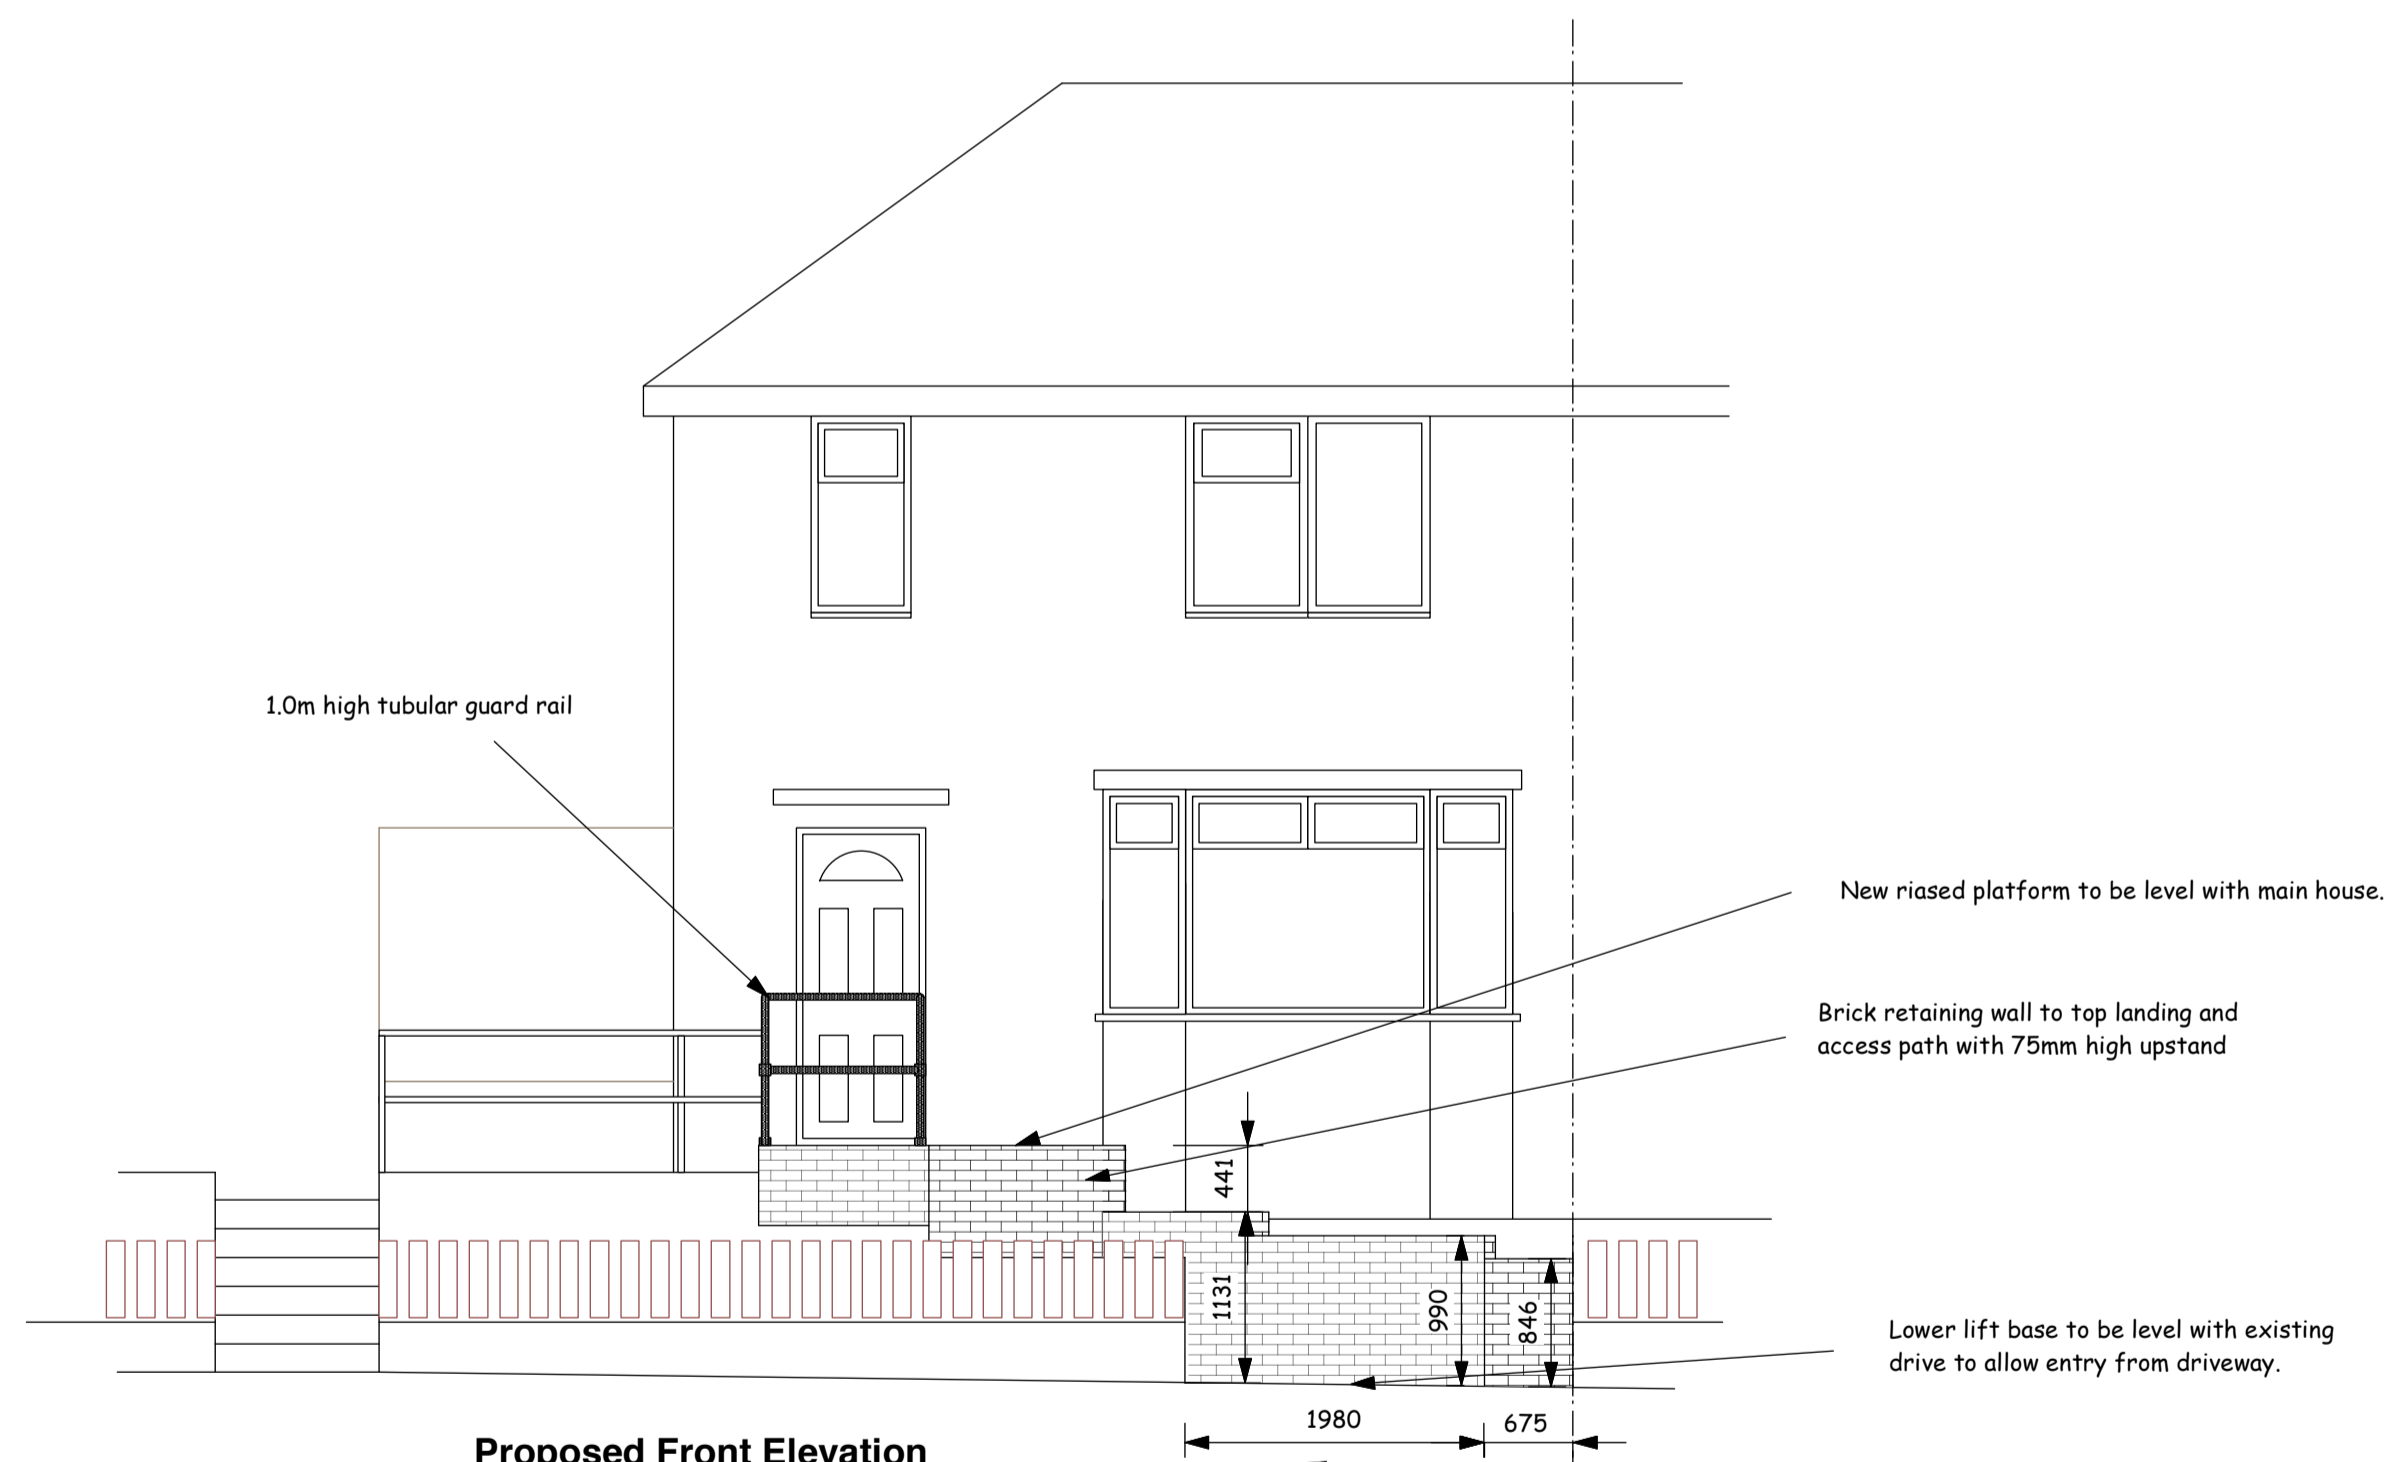 1.0m high tubular guard rail
New riased platform to be level with main house.
Brick retaining wall to top landing and
access path with 75mm high upstand
441
1131
990
846
Lower lift base to be level with existing
drive to allow entry from driveway.
1980
675
Proposed Front Elevation